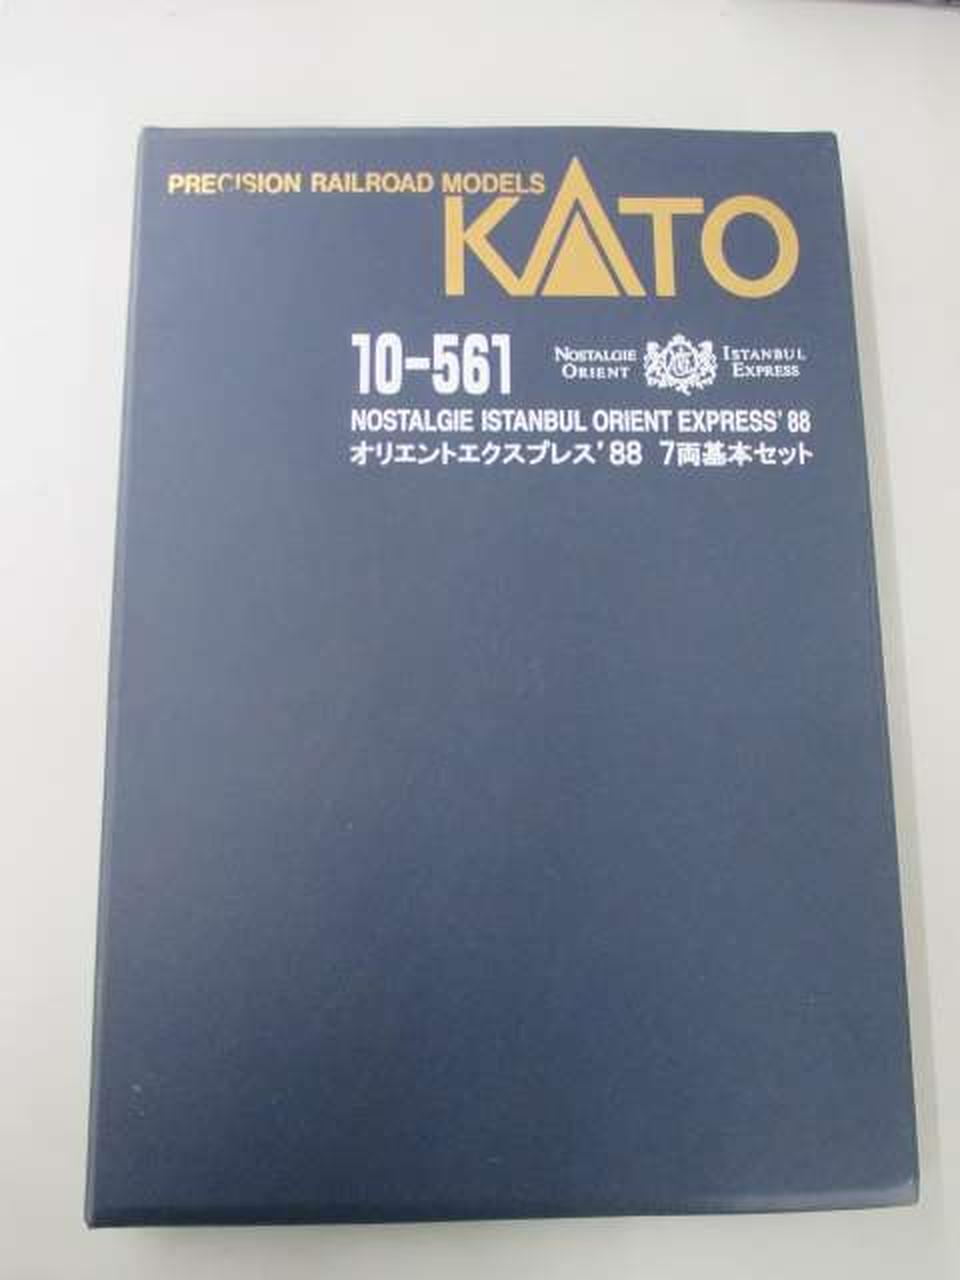 PRECISION RAILROAD MODELS
KATO
10-561
NOSTALGIE ISTANBUL
ORIENT EXPRESS
NOSTALGIE ISTANBUL ORIENT EXPRESS'88
オリエントエクスプレス'88 7両基本セット